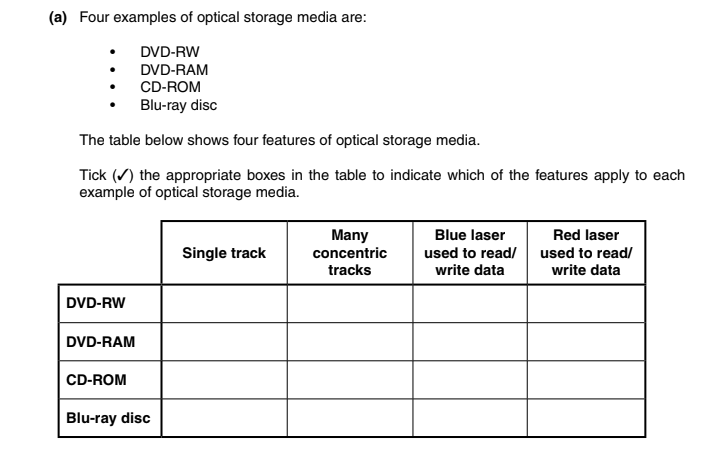 (a) Four examples of optical storage media are:
• DVD-RW
• DVD-RAM
• CD-ROM
• Blu-ray disc
The table below shows four features of optical storage media.
Tick (✓) the appropriate boxes in the table to indicate which of the features apply to each
example of optical storage media.
Single track
Many
concentric
tracks
Blue laser
used to read/
write data
Red laser
used to read/
write data
DVD-RW
DVD-RAM
CD-ROM
Blu-ray disc